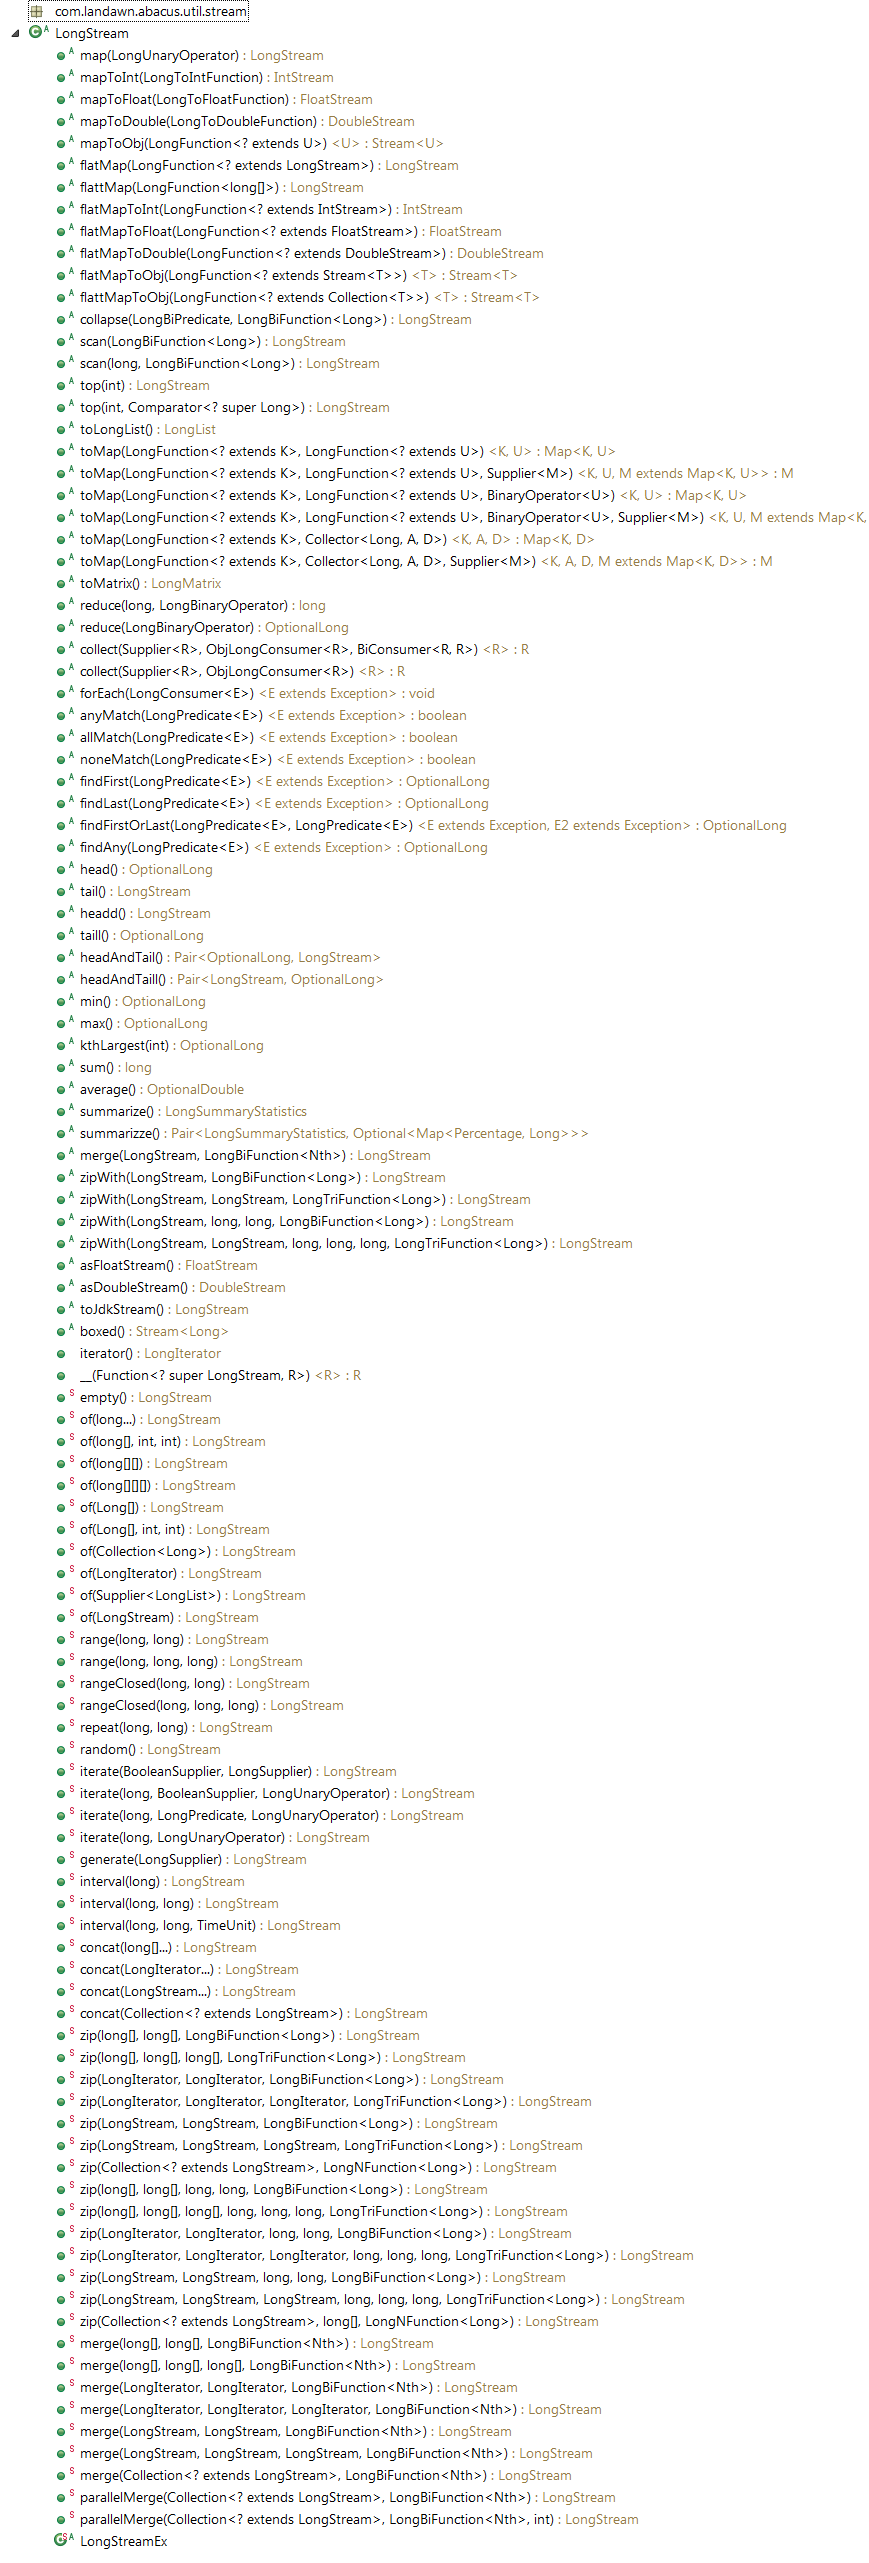 com.landawn.abacus.util.stream
LongStream
map(LongUnaryOperator) : LongStream
mapToInt(LongToIntFunction) : IntStream
mapToFloat(LongToFloatFunction) : FloatStream
mapToDouble(LongToDoubleFunction) : DoubleStream
mapToObj(LongFunction<? extends U>) <U> : Stream<U>
flatMap(LongFunction<? extends LongStream>) : LongStream
flattMap(LongFunction<long[]>) : LongStream
flatMapToInt(LongFunction<? extends IntStream>) : IntStream
flatMapToFloat(LongFunction<? extends FloatStream>) : FloatStream
flatMapToDouble(LongFunction<? extends DoubleStream>) : DoubleStream
flatMapToObj(LongFunction<? extends Stream<T>>) <T> : Stream<T>
flattMapToObj(LongFunction<? extends Collection<T>>) <T> : Stream<T>
collapse(LongBiPredicate, LongBiFunction<Long>) : LongStream
scan(LongBiFunction<Long>) : LongStream
scan(long, LongBiFunction<Long>) : LongStream
top(int) : LongStream
top(int, Comparator<? super Long>) : LongStream
toLongList() : LongList
toMap(LongFunction<? extends K>, LongFunction<? extends U>) <K, U> : Map<K, U>
toMap(LongFunction<? extends K>, LongFunction<? extends U>, Supplier<M>) <K, U, M extends Map<K, U>> : M
toMap(LongFunction<? extends K>, LongFunction<? extends U>, BinaryOperator<U>) <K, U> : Map<K, U>
toMap(LongFunction<? extends K>, LongFunction<? extends U>, BinaryOperator<U>, Supplier<M>) <K, U, M extends Map<K,
toMap(LongFunction<? extends K>, Collector<Long, A, D>) <K, A, D> : Map<K, D>
toMap(LongFunction<? extends K>, Collector<Long, A, D>, Supplier<M>) <K, A, D, M extends Map<K, D>> : M
toMatrix() : LongMatrix
reduce(long, LongBinaryOperator) : long
reduce(LongBinaryOperator) : OptionalLong
collect(Supplier<R>, ObjLongConsumer<R>, BiConsumer<R, R>) <R> : R
collect(Supplier<R>, ObjLongConsumer<R>) <R> : R
forEach(LongConsumer<E>) <E extends Exception> : void
anyMatch(LongPredicate<E>) <E extends Exception> : boolean
allMatch(LongPredicate<E>) <E extends Exception> : boolean
noneMatch(LongPredicate<E>) <E extends Exception> : boolean
findFirst(LongPredicate<E>) <E extends Exception> : OptionalLong
findLast(LongPredicate<E>) <E extends Exception> : OptionalLong
findFirstOrLast(LongPredicate<E>, LongPredicate<E>) <E extends Exception, E2 extends Exception> : OptionalLong
findAny(LongPredicate<E>) <E extends Exception> : OptionalLong
head() : OptionalLong
tail() : LongStream
headd() : LongStream
taill() : OptionalLong
headAndTail() : Pair<OptionalLong, LongStream>
headAndTaill() : Pair<LongStream, OptionalLong>
min() : OptionalLong
max() : OptionalLong
kthLargest(int) : OptionalLong
sum() : long
average() : OptionalDouble
summarize() : LongSummaryStatistics
summarizze() : Pair<LongSummaryStatistics, Optional<Map<Percentage, Long>>>
merge(LongStream, LongBiFunction<Nth>) : LongStream
zipWith(LongStream, LongBiFunction<Long>) : LongStream
zipWith(LongStream, LongStream, LongTriFunction<Long>) : LongStream
zipWith(LongStream, long, long, LongBiFunction<Long>) : LongStream
zipWith(LongStream, LongStream, long, long, long, LongTriFunction<Long>) : LongStream
asFloatStream() : FloatStream
asDoubleStream() : DoubleStream
toJdkStream() : LongStream
boxed() : Stream<Long>
iterator() : LongIterator
__(Function<? super LongStream, R>) <R> : R
empty() : LongStream
of(long...) : LongStream
of(long[], int, int) : LongStream
of(long[][]) : LongStream
of(long[][][]) : LongStream
of(Long[]) : LongStream
of(Long[], int, int) : LongStream
of(Collection<Long>) : LongStream
of(LongIterator) : LongStream
of(Supplier<LongList>) : LongStream
of(LongStream) : LongStream
range(long, long) : LongStream
range(long, long, long) : LongStream
rangeClosed(long, long) : LongStream
rangeClosed(long, long, long) : LongStream
repeat(long, long) : LongStream
random() : LongStream
iterate(BooleanSupplier, LongSupplier) : LongStream
iterate(long, BooleanSupplier, LongUnaryOperator) : LongStream
iterate(long, LongPredicate, LongUnaryOperator) : LongStream
iterate(long, LongUnaryOperator) : LongStream
generate(LongSupplier) : LongStream
interval(long) : LongStream
interval(long, long) : LongStream
interval(long, long, TimeUnit) : LongStream
concat(long[]...) : LongStream
concat(LongIterator...) : LongStream
concat(LongStream...) : LongStream
concat(Collection<? extends LongStream>) : LongStream
zip(long[], long[], LongBiFunction<Long>) : LongStream
zip(long[], long[], long[], LongTriFunction<Long>) : LongStream
zip(LongIterator, LongIterator, LongBiFunction<Long>) : LongStream
zip(LongIterator, LongIterator, LongIterator, LongTriFunction<Long>) : LongStream
zip(LongStream, LongStream, LongBiFunction<Long>) : LongStream
zip(LongStream, LongStream, LongStream, LongTriFunction<Long>) : LongStream
zip(Collection<? extends LongStream>, LongNFunction<Long>) : LongStream
zip(long[], long[], long, long, LongBiFunction<Long>) : LongStream
zip(long[], long[], long[], long, long, long, LongTriFunction<Long>) : LongStream
zip(LongIterator, LongIterator, long, long, LongBiFunction<Long>) : LongStream
zip(LongIterator, LongIterator, LongIterator, long, long, long, LongTriFunction<Long>) : LongStream
zip(LongStream, LongStream, long, long, LongBiFunction<Long>) : LongStream
zip(LongStream, LongStream, LongStream, long, long, long, LongTriFunction<Long>) : LongStream
zip(Collection<? extends LongStream>, long[], LongNFunction<Long>) : LongStream
merge(long[], long[], LongBiFunction<Nth>) : LongStream
merge(long[], long[], long[], LongBiFunction<Nth>) : LongStream
merge(LongIterator, LongIterator, LongBiFunction<Nth>) : LongStream
merge(LongIterator, LongIterator, LongIterator, LongBiFunction<Nth>) : LongStream
merge(LongStream, LongStream, LongBiFunction<Nth>) : LongStream
merge(LongStream, LongStream, LongStream, LongBiFunction<Nth>) : LongStream
merge(Collection<? extends LongStream>, LongBiFunction<Nth>) : LongStream
parallelMerge(Collection<? extends LongStream>, LongBiFunction<Nth>) : LongStream
parallelMerge(Collection<? extends LongStream>, LongBiFunction<Nth>, int) : LongStream
LongStreamEx